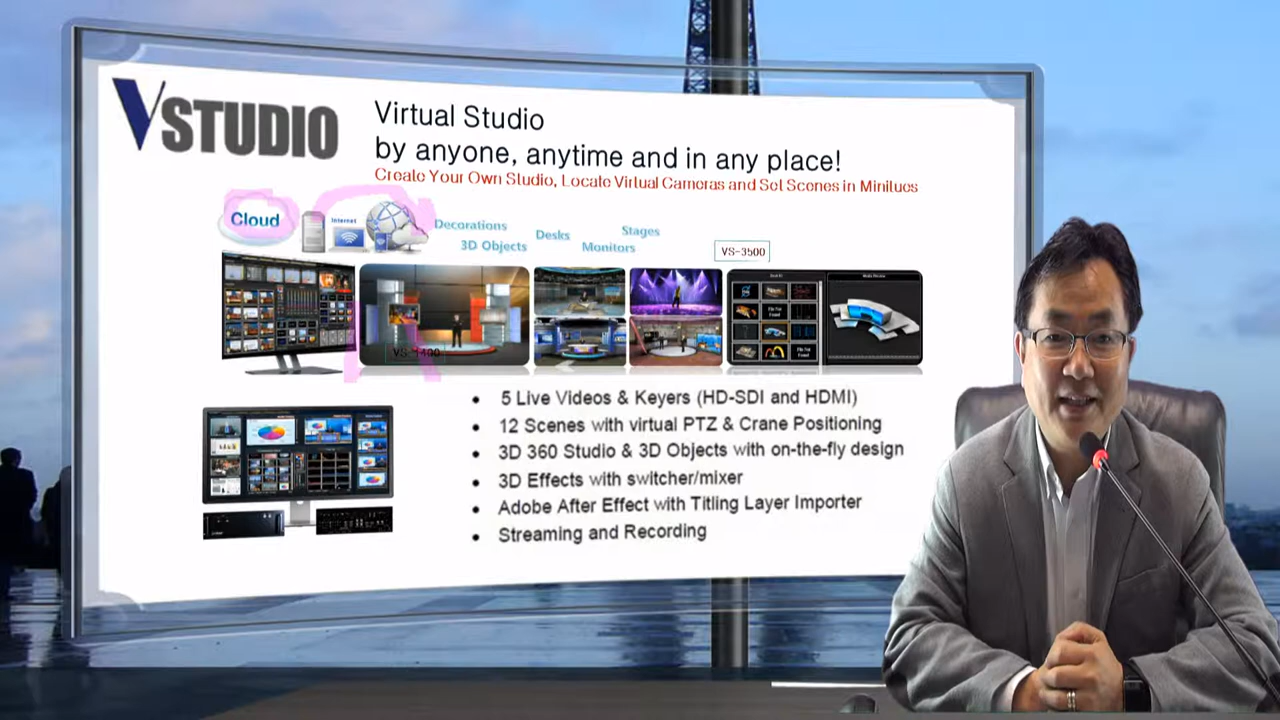 VSTUDIO
Virtual Studio
by anyone, anytime and in any place!
Create Your Own Studio, Locate Virtual Cameras and Set Scenes in Minitues
Cloud
Internet
Decorations
Desks
Stages
3D Objects
Monitors
VS-3500
VS-1400
• 5 Live Videos & Keyers (HD-SDI and HDMI)
• 12 Scenes with virtual PTZ & Crane Positioning
• 3D 360 Studio & 3D Objects with on-the-fly design
• 3D Effects with switcher/mixer
• Adobe After Effect with Titling Layer Importer
• Streaming and Recording